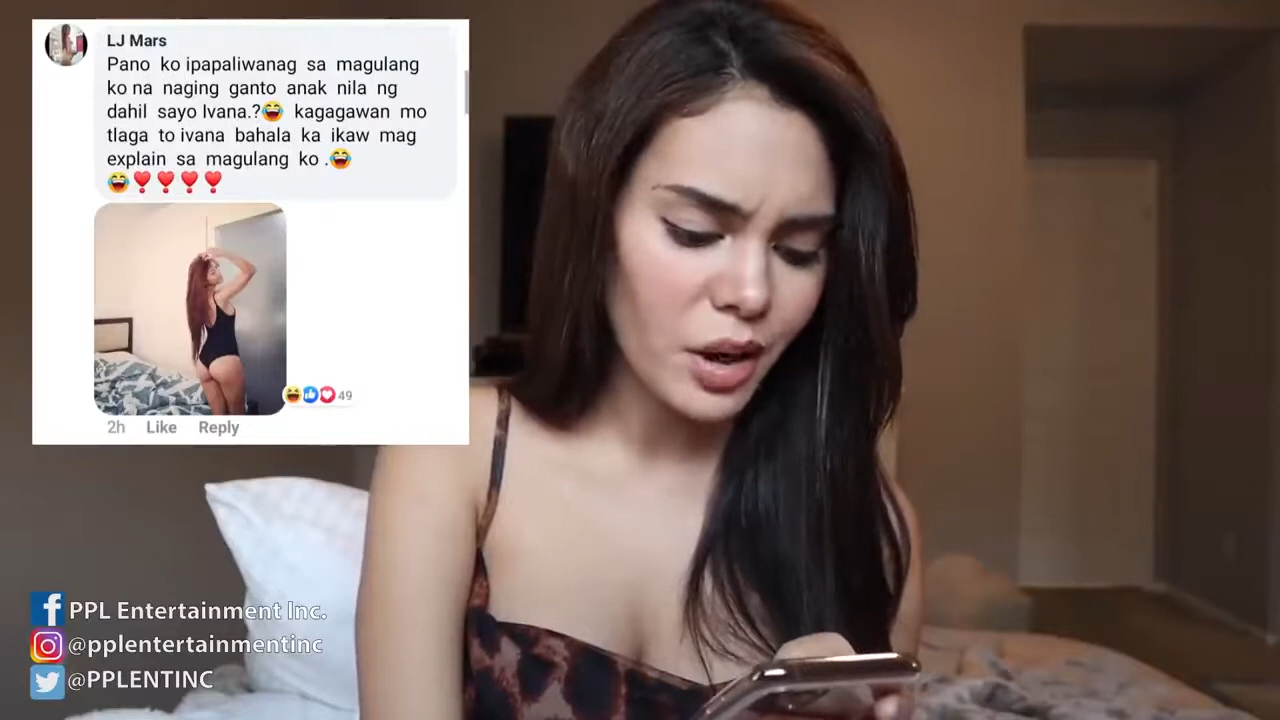 LJ Mars
Pano ko ipapaliwanag sa magulang
ko na naging ganto anak nila ng
dahil sayo Ivana.?😂 kagagawan mo
tlaga to ivana bahala ka ikaw mag
explain sa magulang ko .😂
😂❣❣❣❣
49
2h Like Reply
PPL Entertainment Inc.
@pplentertainmentinc
@PPLENTINC